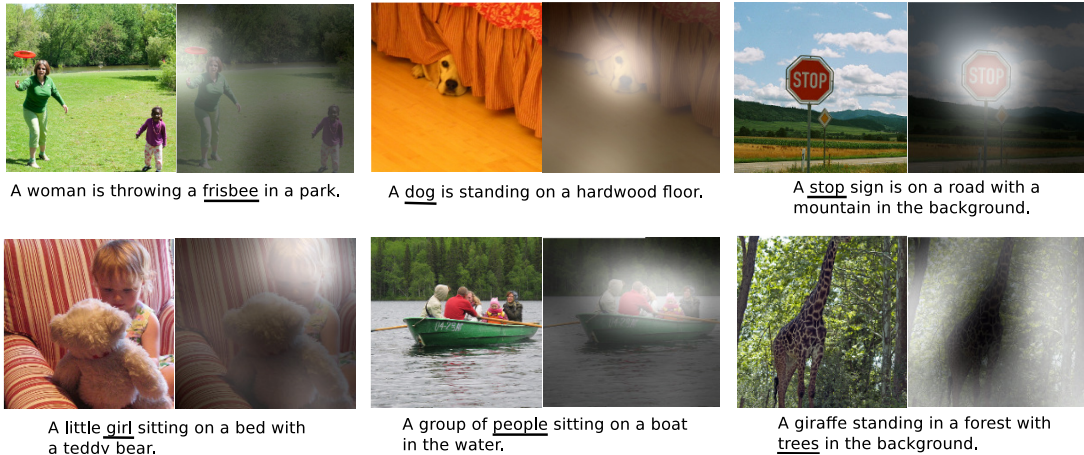 A woman is throwing a frisbee in a park.
A dog is standing on a hardwood floor.
STOP
STOP
A stop sign is on a road with a
mountain in the background.
A little girl sitting on a bed with
a teddy bear.
A group of people sitting on a boat
in the water.
A giraffe standing in a forest with
trees in the background.